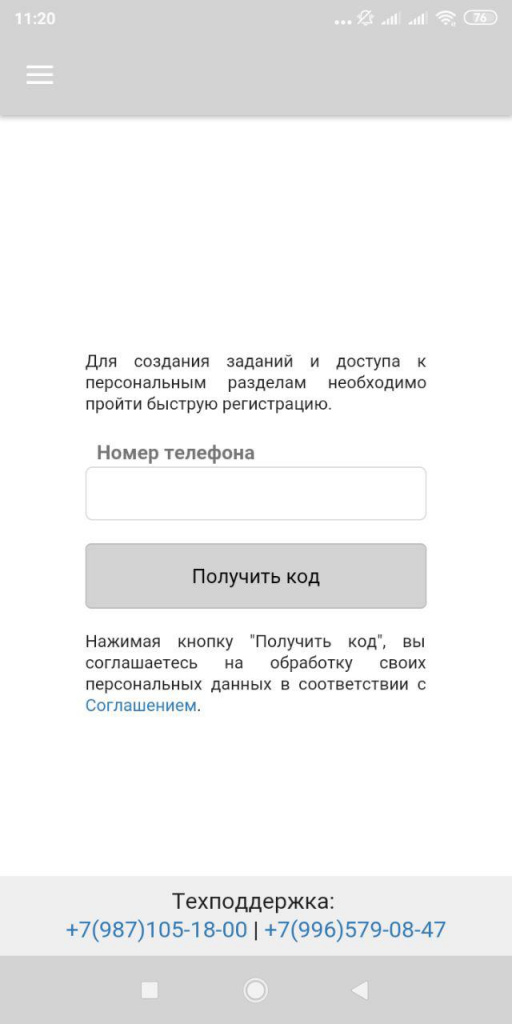 11:20
76
Для создания заданий и доступа к
персональным разделам необходимо
пройти быструю регистрацию.
Номер телефона
Получить код
Нажимая кнопку "Получить код", вы
соглашаетесь на обработку своих
персональных данных в соответствии с
Соглашением.
Техподдержка:
+7(987)105-18-00 | +7(996)579-08-47